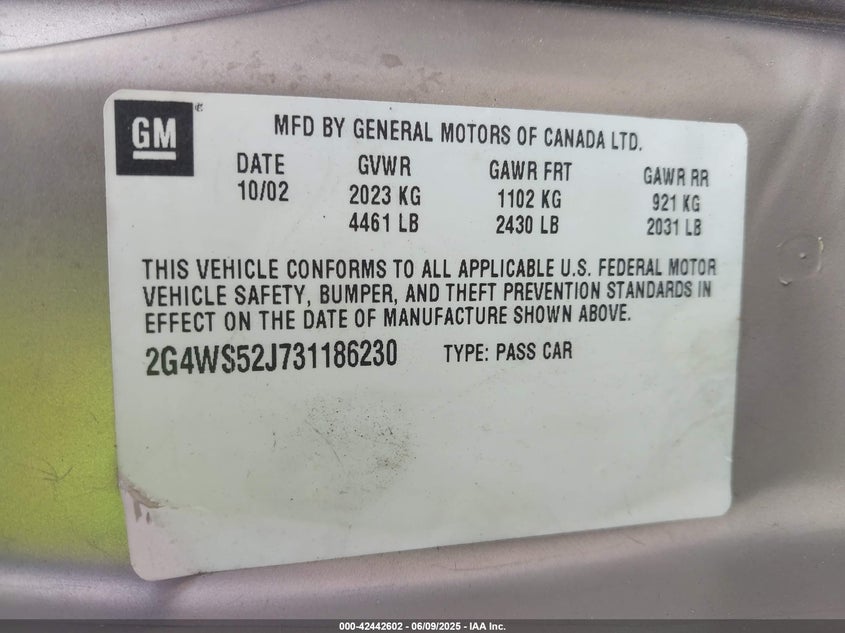 GM
MFD BY GENERAL MOTORS OF CANADA LTD.
DATE GVWR GAWR FRT GAWR RR
10/02 2023 KG 1102 KG 921 KG
4461 LB 2430 LB 2031 LB
THIS VEHICLE CONFORMS TO ALL APPLICABLE U.S. FEDERAL MOTOR
VEHICLE SAFETY, BUMPER, AND THEFT PREVENTION STANDARDS IN
EFFECT ON THE DATE OF MANUFACTURE SHOWN ABOVE.
2G4WS52J731186230 TYPE: PASS CAR
000-42442602 - 06/09/2025 - IAA Inc.